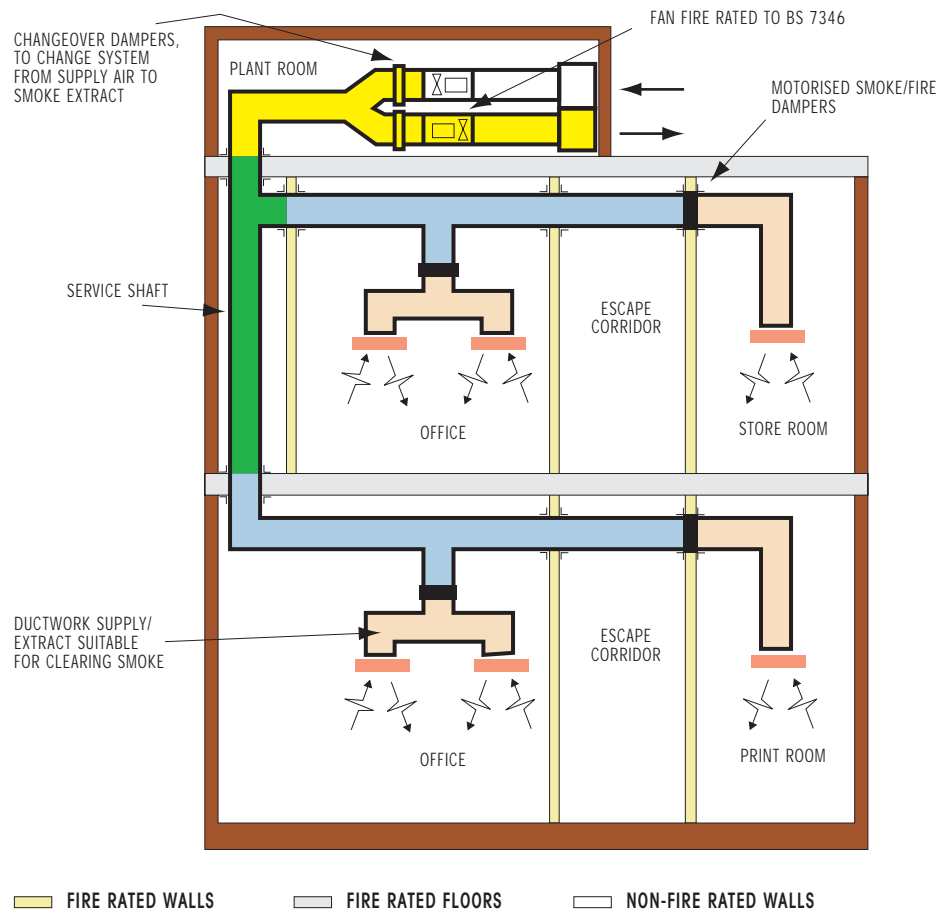 FAN FIRE RATED TO BS 7346
CHANGEOVER DAMPERS,
TO CHANGE SYSTEM
FROM SUPPLY AIR TO
SMOKE EXTRACT
PLANT ROOM
MOTORISED SMOKE/FIRE
DAMPERS
SERVICE SHAFT
ESCAPE
CORRIDOR
OFFICE
STORE ROOM
DUCTWORK SUPPLY/
EXTRACT SUITABLE
FOR CLEARING SMOKE
ESCAPE
CORRIDOR
OFFICE
PRINT ROOM
FIRE RATED WALLS
FIRE RATED FLOORS
NON-FIRE RATED WALLS